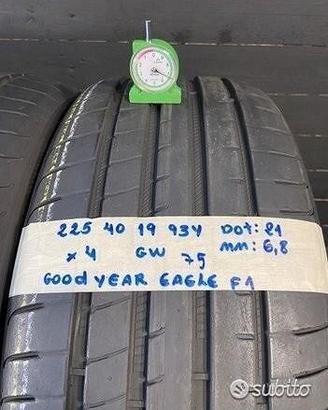 225 40 19 93Y DOT: 21
x 4 GW 75 mm: 6,8
GOOD YEAR EAGLE F1
subito